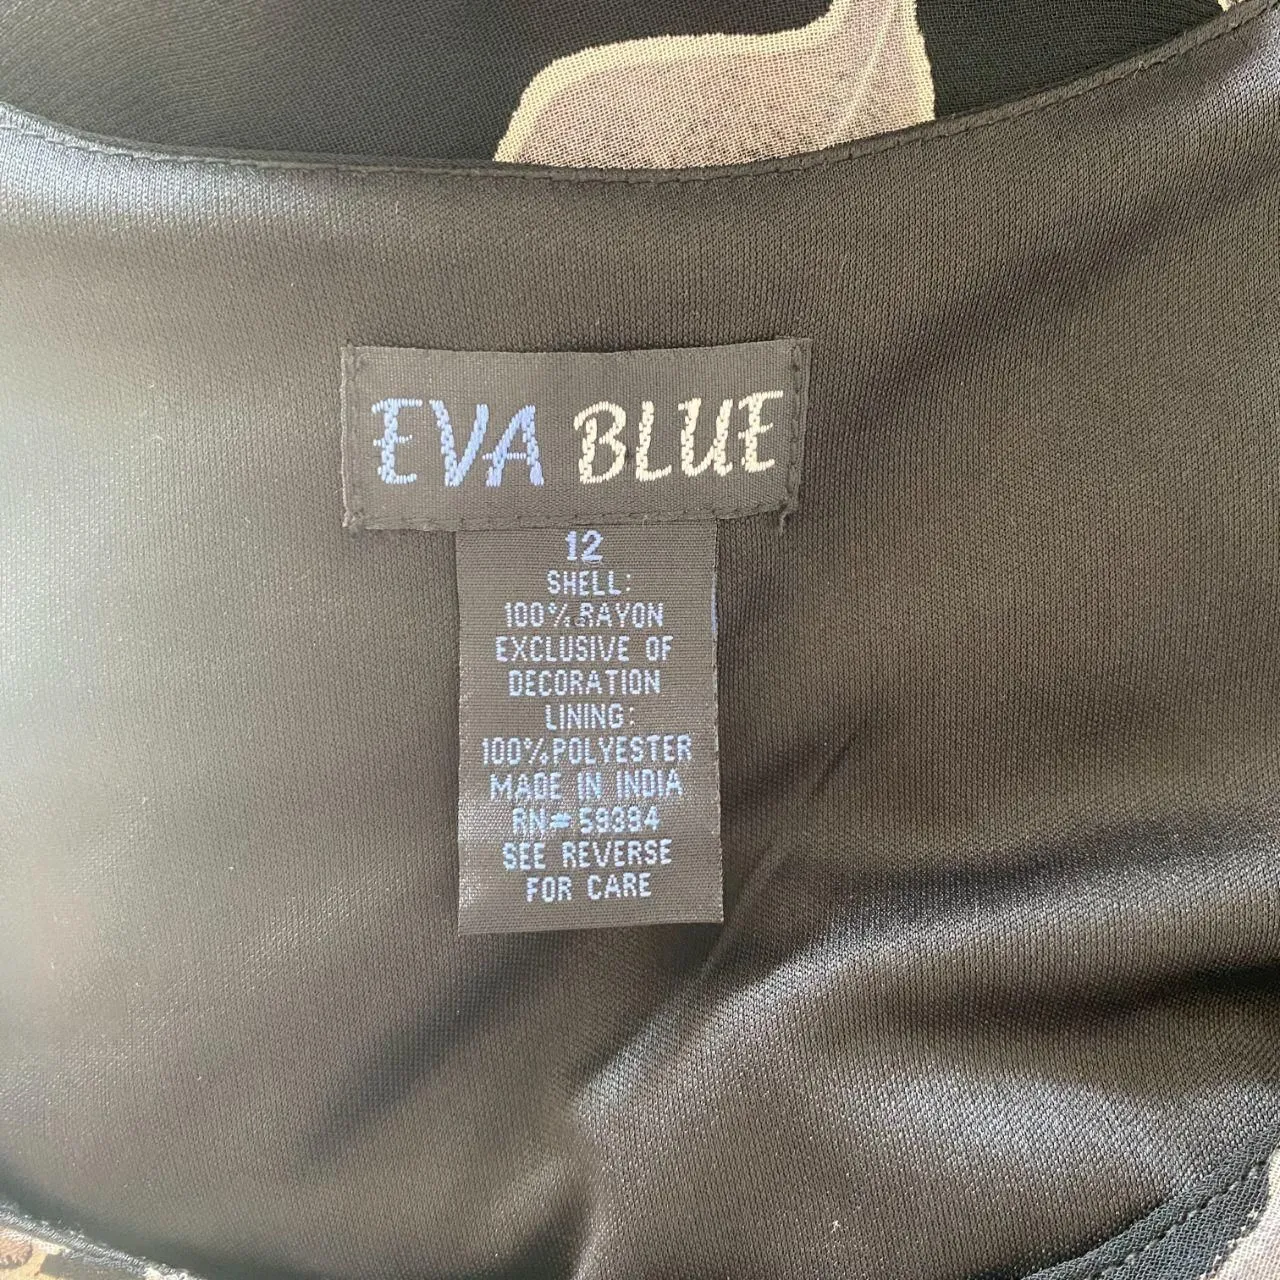 EVA BLUE
12
SHELL:
100% RAYON
EXCLUSIVE OF
DECORATION
LINING:
100% POLYESTER
MADE IN INDIA
RN# 59394
SEE REVERSE
FOR CARE